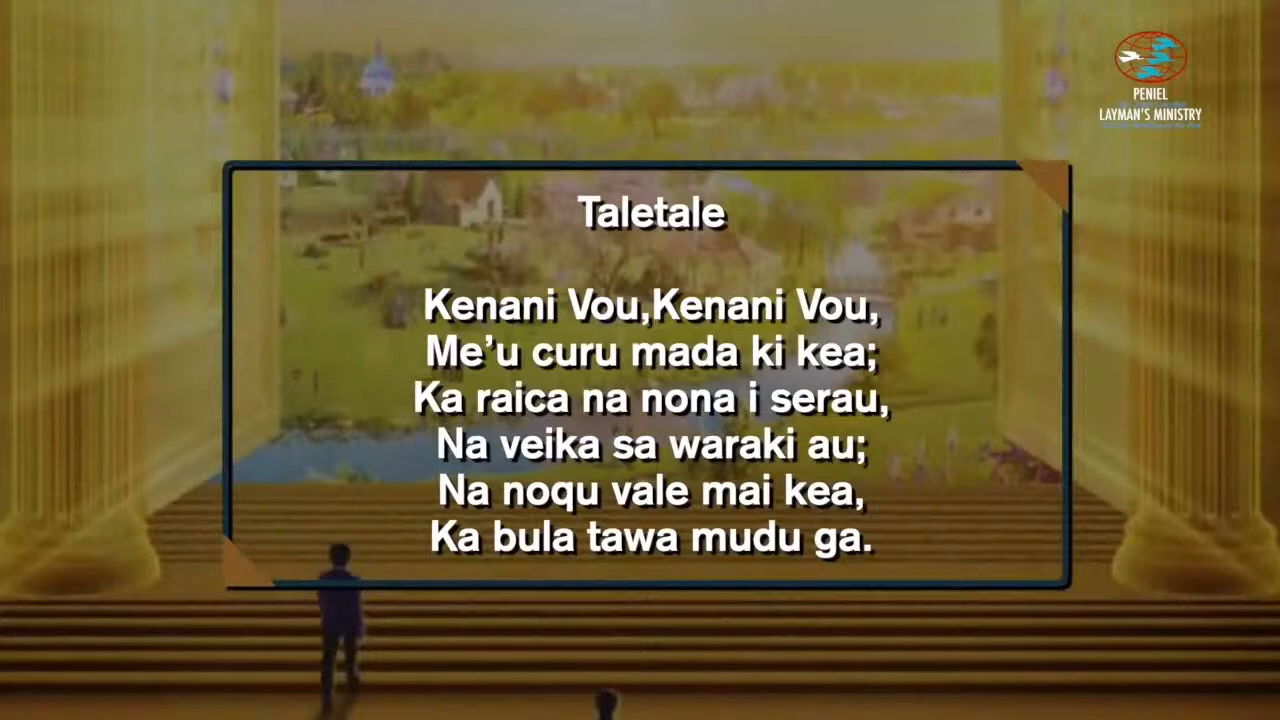 PENIEL
LAYMAN'S MINISTRY
Taletale
Kenani Vou,Kenani Vou,
Me'u curu mada ki kea;
Ka raica na nona i serau,
Na veika sa waraki au;
Na noqu vale mai kea,
Ka bula tawa mudu ga.